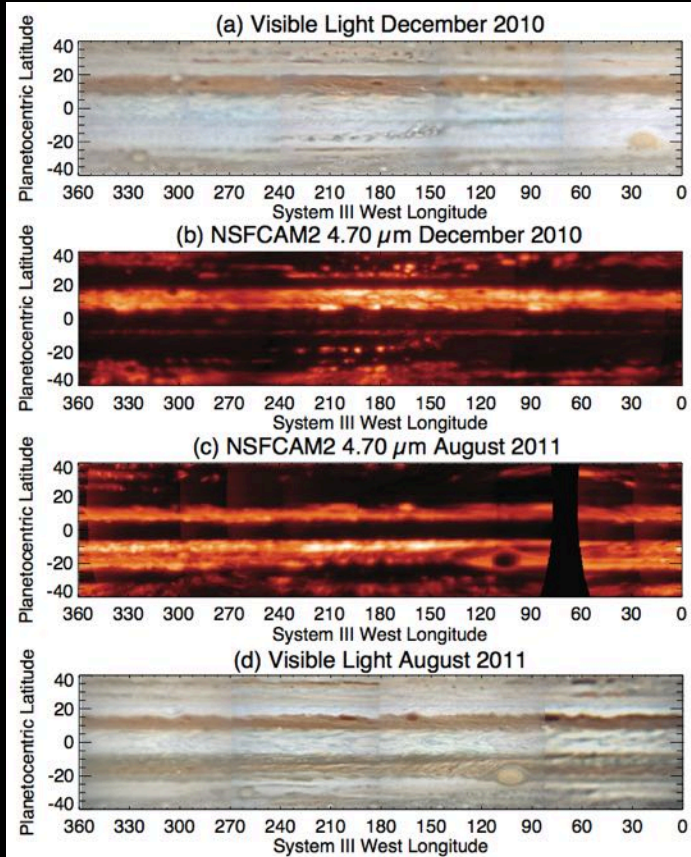 (a) Visible Light December 2010
Planetocentric Latitude
40
20
0
-20
-40
360 330 300 270 240 210 180 150 120 90 60 30 0
System III West Longitude
(b) NSFCAM2 4.70 µm December 2010
Planetocentric Latitude
40
20
0
-20
-40
360 330 300 270 240 210 180 150 120 90 60 30 0
System III West Longitude
(c) NSFCAM2 4.70 µm August 2011
Planetocentric Latitude
40
20
0
-20
-40
360 330 300 270 240 210 180 150 120 90 60 30 0
System III West Longitude
(d) Visible Light August 2011
Planetocentric Latitude
40
20
0
-20
-40
360 330 300 270 240 210 180 150 120 90 60 30 0
System III West Longitude